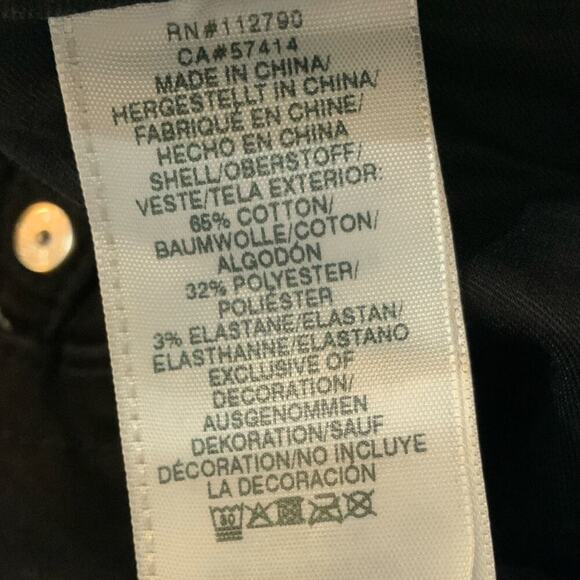 RN#112790
CA#57414
MADE IN CHINA/
HERGESTELLT IN CHINA/
FABRIQUÉ EN CHINE/
HECHO EN CHINA
SHELL/OBERSTOFF/
VESTE/TELA EXTERIOR:
65% COTTON/
BAUMWOLLE/COTON/
ALGODÓN
32% POLYESTER/
POLIÉSTER
3% ELASTANE/ELASTAN/
ELASTHANNE/ELASTANO
EXCLUSIVE OF
DECORATION/
AUSGENOMMEN
DEKORATION/SAUF
DÉCORATION/NO INCLUYE
LA DECORACIÓN
30